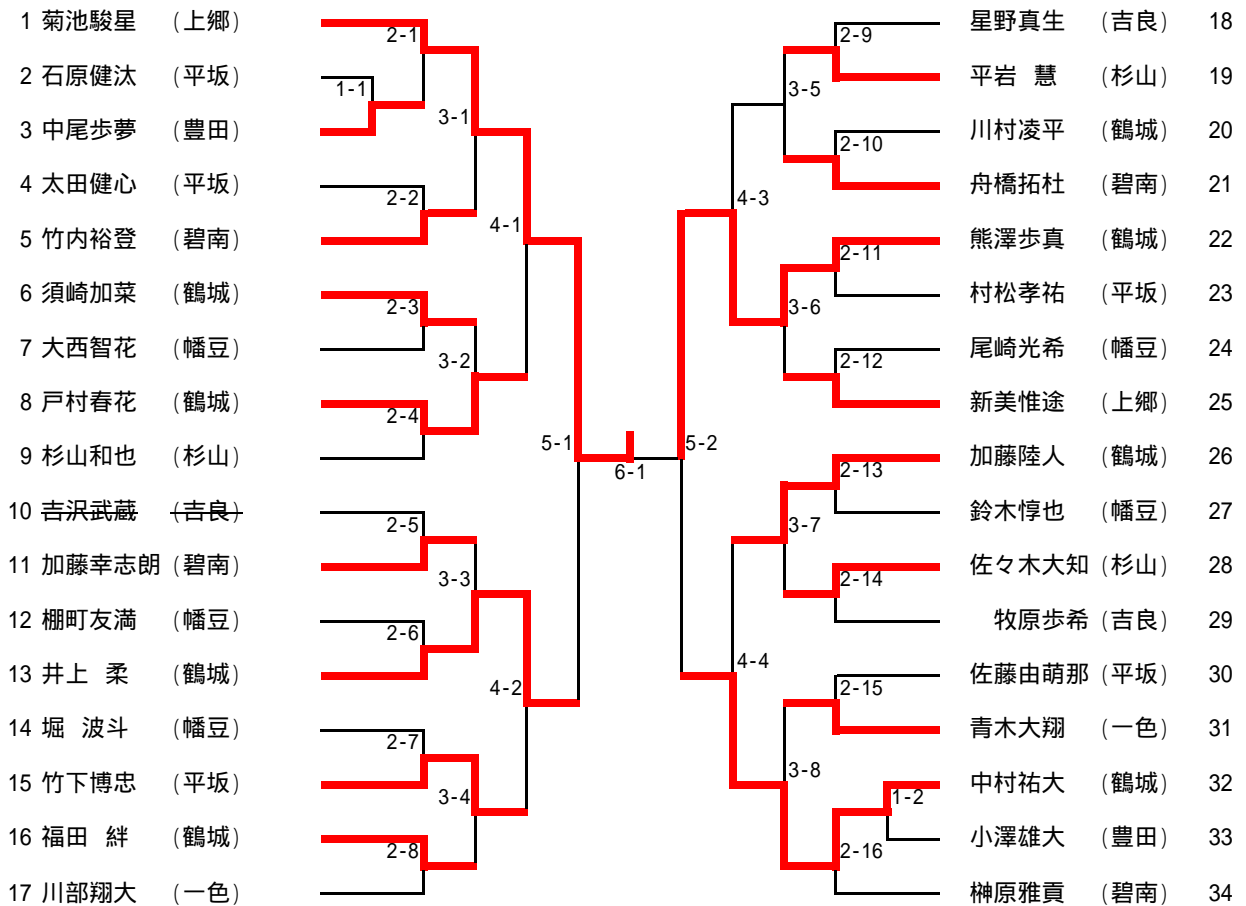 1 菊池駿星 (上郷)
2 石原健汰 (平坂)
3 中尾歩夢 (豊田)
4 太田健心 (平坂)
5 竹内裕登 (碧南)
6 須崎加菜 (鶴城)
7 大西智花 (幡豆)
8 戸村春花 (鶴城)
9 杉山和也 (杉山)
10 吉沢武蔵 (吉良)
11 加藤幸志朗 (碧南)
12 棚町友満 (幡豆)
13 井上 柔 (鶴城)
14 堀 波斗 (幡豆)
15 竹下博忠 (平坂)
16 福田 絆 (鶴城)
17 川部翔大 (一色)
2-1
1-1
3-1
2-2
4-1
2-3
3-2
2-4
5-1
2-5
3-3
2-6
4-2
2-7
3-4
2-8
6-1
5-2
2-9
3-5
2-10
4-3
2-11
3-6
2-12
2-13
3-7
2-14
4-4
2-15
3-8
1-2
2-16
星野真生 (吉良) 18
平岩 慧 (杉山) 19
川村凌平 (鶴城) 20
舟橋拓杜 (碧南) 21
熊澤歩真 (鶴城) 22
村松孝祐 (平坂) 23
尾崎光希 (幡豆) 24
新美惟途 (上郷) 25
加藤陸人 (鶴城) 26
鈴木惇也 (幡豆) 27
佐々木大知 (杉山) 28
牧原歩希 (吉良) 29
佐藤由萌那 (平坂) 30
青木大翔 (一色) 31
中村祐大 (鶴城) 32
小澤雄大 (豊田) 33
榊原雅貢 (碧南) 34